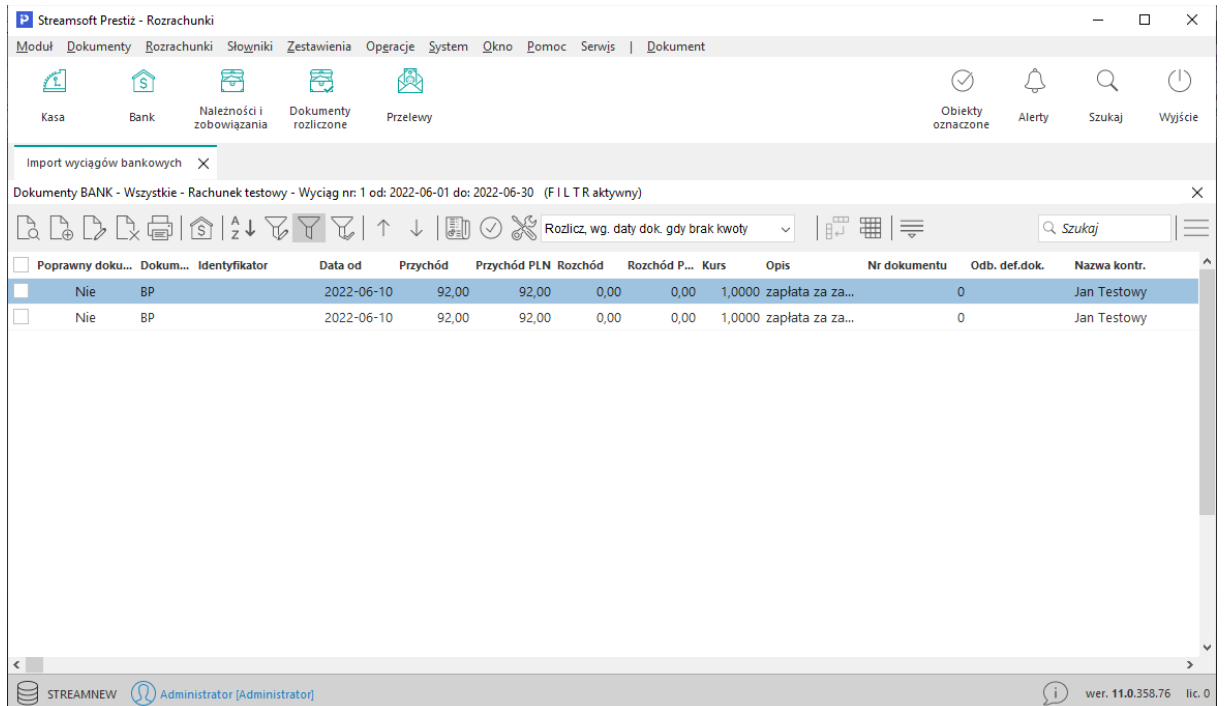 Streamsoft Prestiż - Rozrachunki
Moduł Dokumenty Rozrachunki Słowniki Zestawienia Operacje System Okno Pomoc Serwis | Dokument
Kasa Bank Należności i zobowiązania Dokumenty rozliczone Przelewy Obiekty oznaczone Alerty Szukaj Wyjście
Import wyciągów bankowych
Dokumenty BANK - Wszystkie - Rachunek testowy - Wyciąg nr: 1 od: 2022-06-01 do: 2022-06-30 (F I L T R aktywny)
Rozlicz, wg. daty dok. gdy brak kwoty Szukaj
Poprawny doku... Dokum... Identyfikator Data od Przychód Przychód PLN Rozchód Rozchód P... Kurs Opis Nr dokumentu Odb. def.dok. Nazwa kontr.
Nie BP 2022-06-10 92,00 92,00 0,00 0,00 1,0000 zapłata za za... 0 Jan Testowy
Nie BP 2022-06-10 92,00 92,00 0,00 0,00 1,0000 zapłata za za... 0 Jan Testowy
STREAMNEW Administrator [Administrator] wer. 11.0.358.76 lic. 0